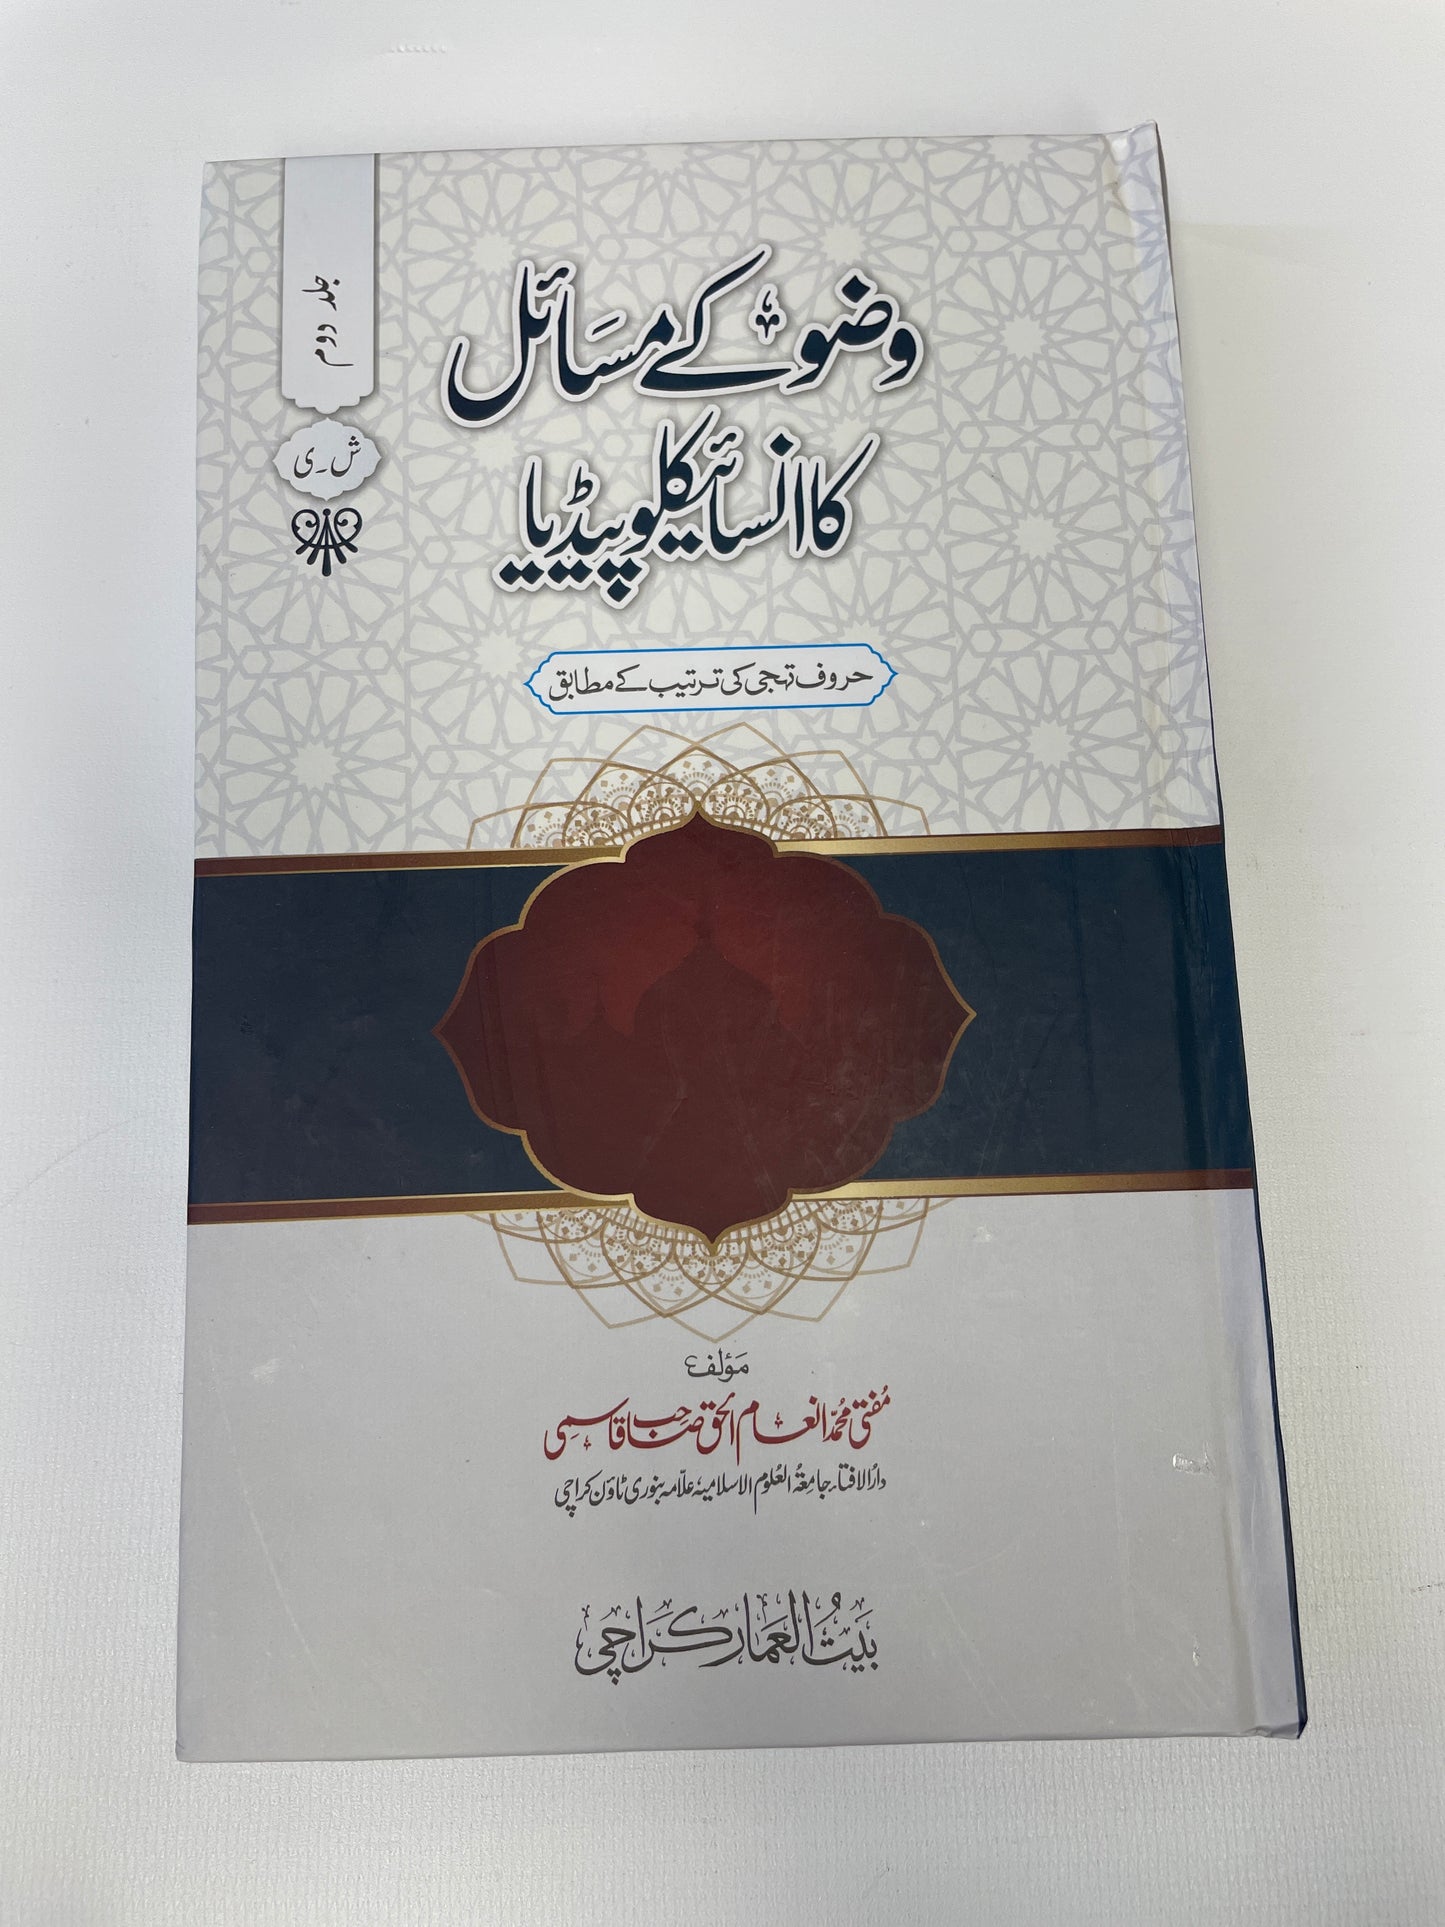 جلد دوم
ش۔ی
وضو کے مسائل
کا انسائیکلوپیڈیا
حروف تہجی کی ترتیب کے مطابق
مؤلف
مفتی محمد انعام الحق صاحب قاسمی
دارالافتاء جامعۃ العلوم الاسلامیہ علامہ بنوری ٹاؤن کراچی
بیت العمار کراچی